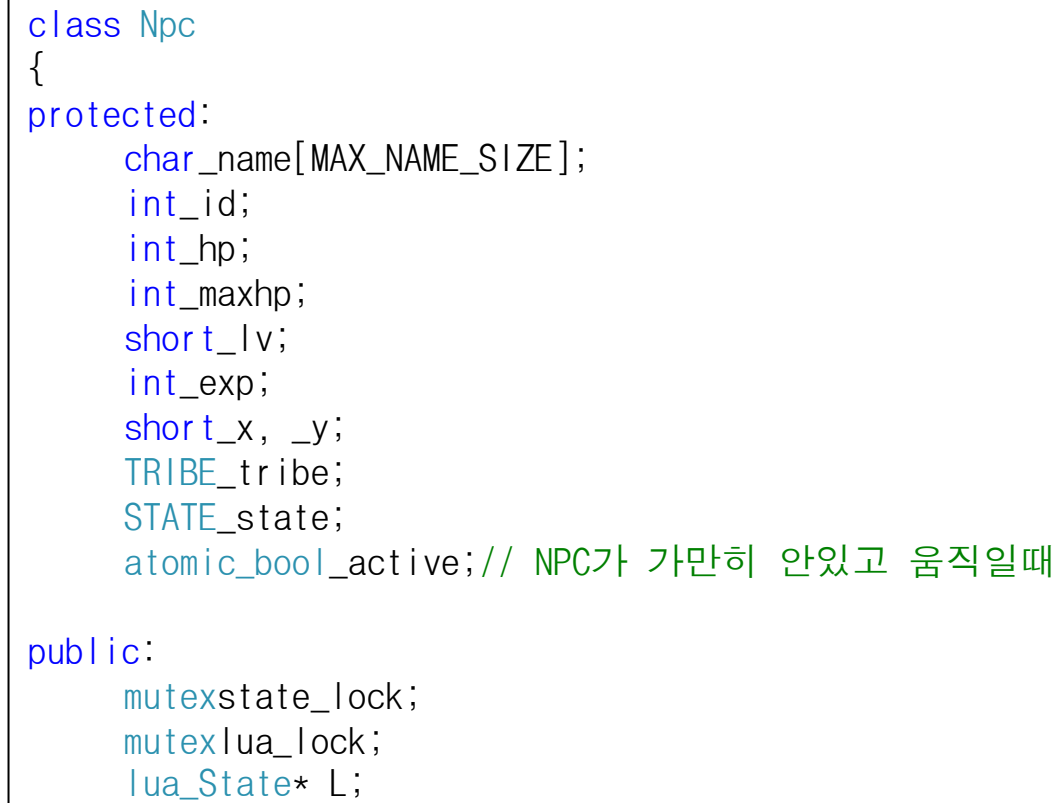 class Npc
{
protected:
char_name[MAX_NAME_SIZE];
int_id;
int_hp;
int_maxhp;
short_lv;
int_exp;
short_x, _y;
TRIBE_tribe;
STATE_state;
atomic_bool_active;// NPC가 가만히 안있고 움직일때
public:
mutexstate_lock;
mutexlua_lock;
lua_State* L;